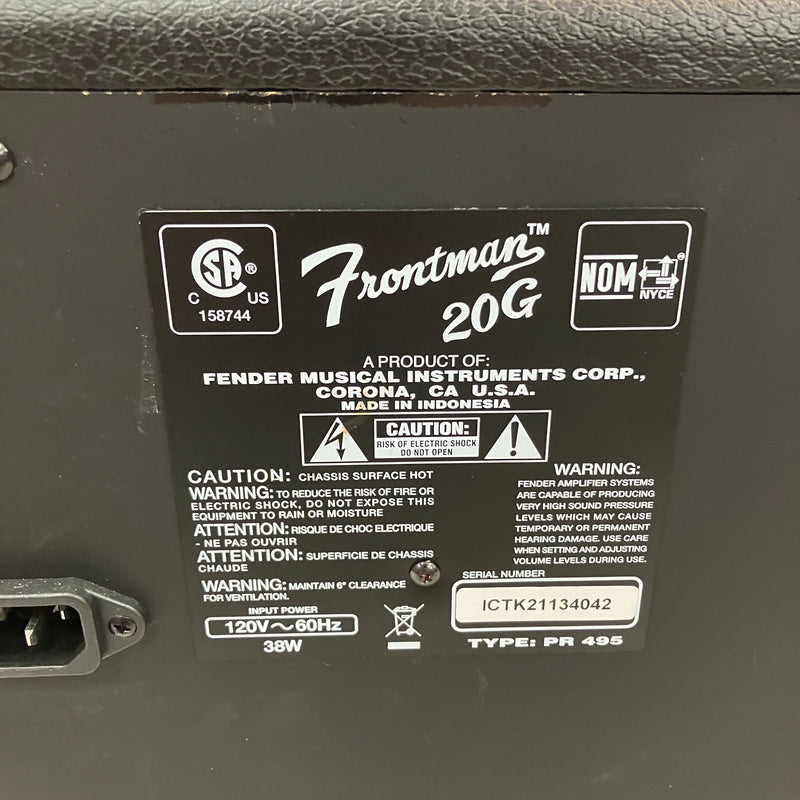 C SA ® US
158744
Frontman™
20G
NOM
NYCE
A PRODUCT OF:
FENDER MUSICAL INSTRUMENTS CORP.,
CORONA, CA U.S.A.
MADE IN INDONESIA
CAUTION:
RISK OF ELECTRIC SHOCK
DO NOT OPEN
CAUTION: CHASSIS SURFACE HOT
WARNING: TO REDUCE THE RISK OF FIRE OR
ELECTRIC SHOCK, DO NOT EXPOSE THIS
EQUIPMENT TO RAIN OR MOISTURE
ATTENTION: RISQUE DE CHOC ELECTRIQUE
- NE PAS OUVRIR
ATTENTION: SUPERFICIE DE CHASSIS
CHAUDE
WARNING: MAINTAIN 6" CLEARANCE
FOR VENTILATION.
INPUT POWER
120V~60Hz
38W
WARNING:
FENDER AMPLIFIER SYSTEMS
ARE CAPABLE OF PRODUCING
VERY HIGH SOUND PRESSURE
LEVELS WHICH MAY CAUSE
TEMPORARY OR PERMANENT
HEARING DAMAGE. USE CARE
WHEN SETTING AND ADJUSTING
VOLUME LEVELS DURING USE.
SERIAL NUMBER
ICTK21134042
TYPE: PR 495